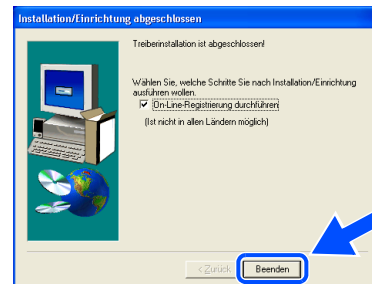 Installation/Einrichtung abgeschlossen
Treiberinstallation ist abgeschlossen!
Wählen Sie, welche Schritte Sie nach Installation/Einrichtung
ausführen wollen.
On-Line-Registrierung durchführen
(Ist nicht in allen Ländern möglich)
< Zurück
Beenden